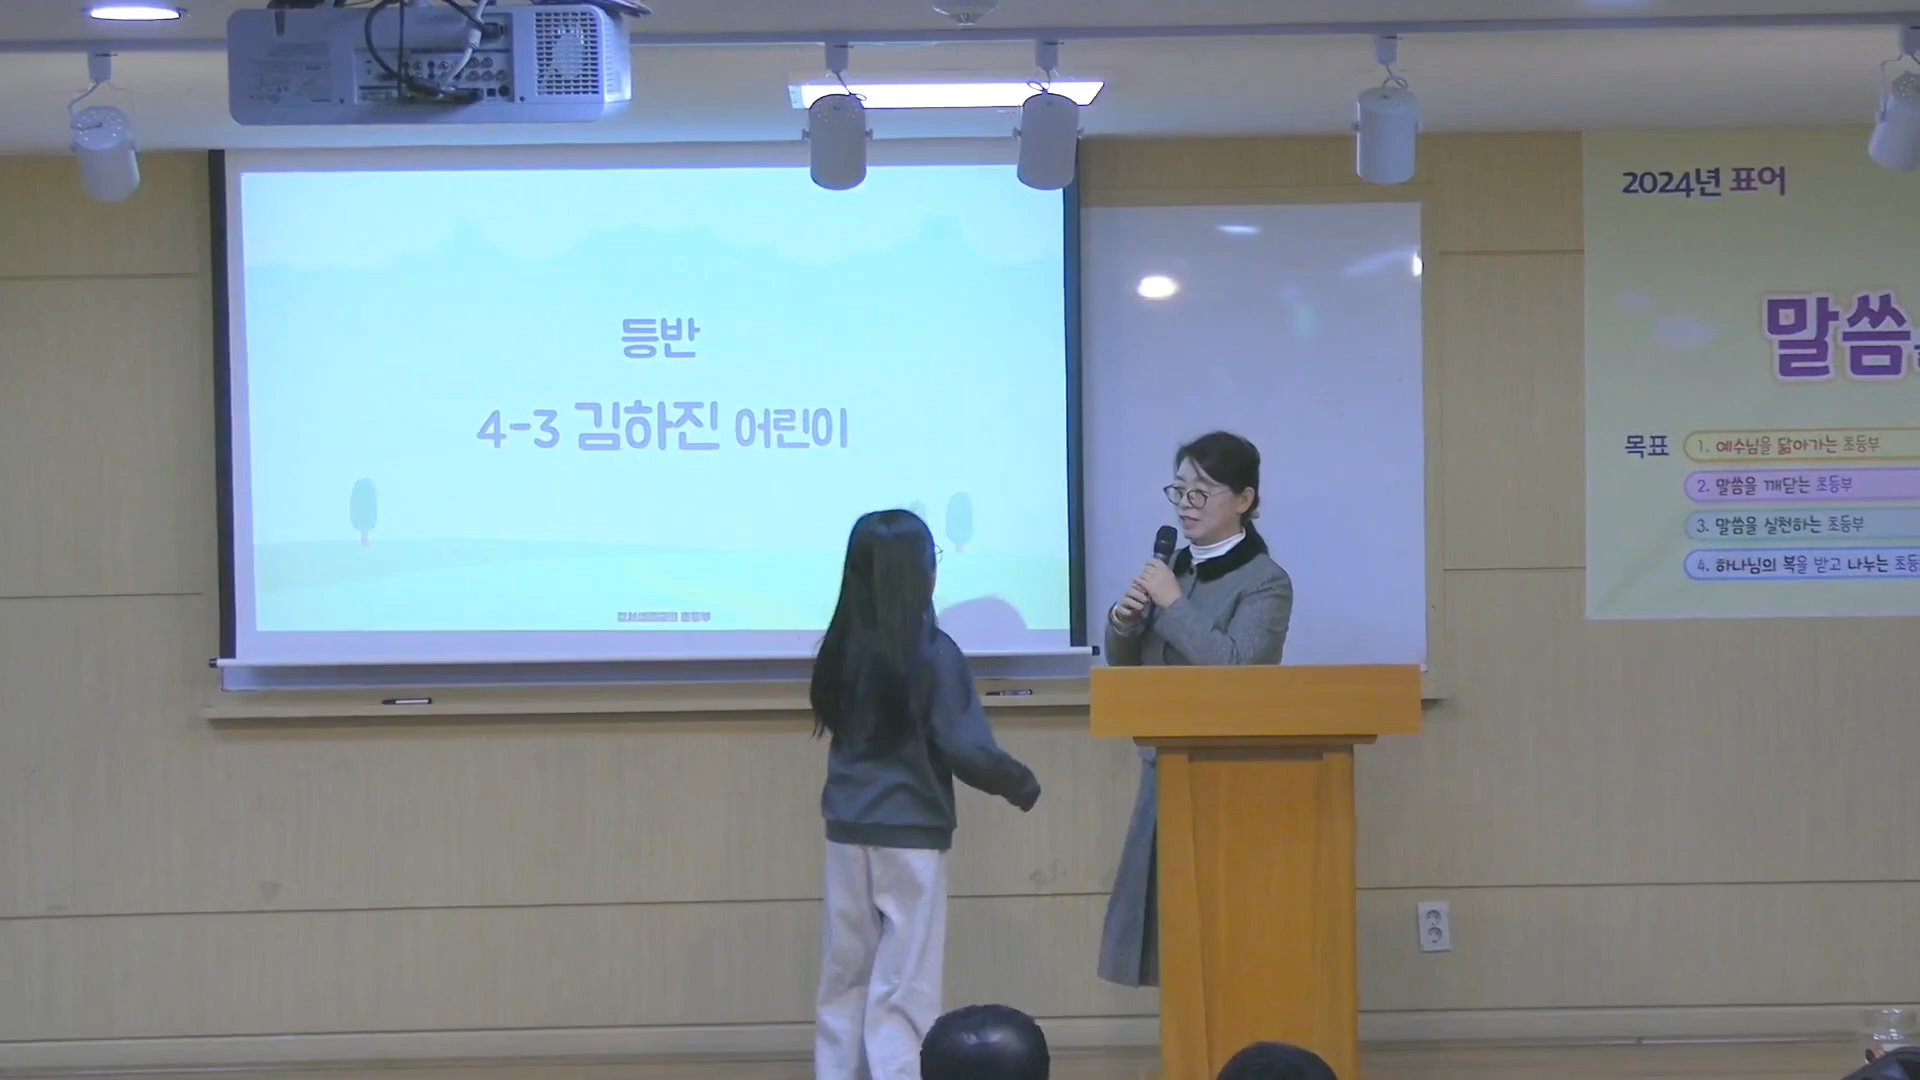 등반
4-3 김하진 어린이
2024년 표어
말씀
목표
1. 예수님을 닮아가는 초등부
2. 말씀을 깨닫는 초등부
3. 말씀을 실천하는 초등부
4. 하나님의 복을 받고 나누는 초등